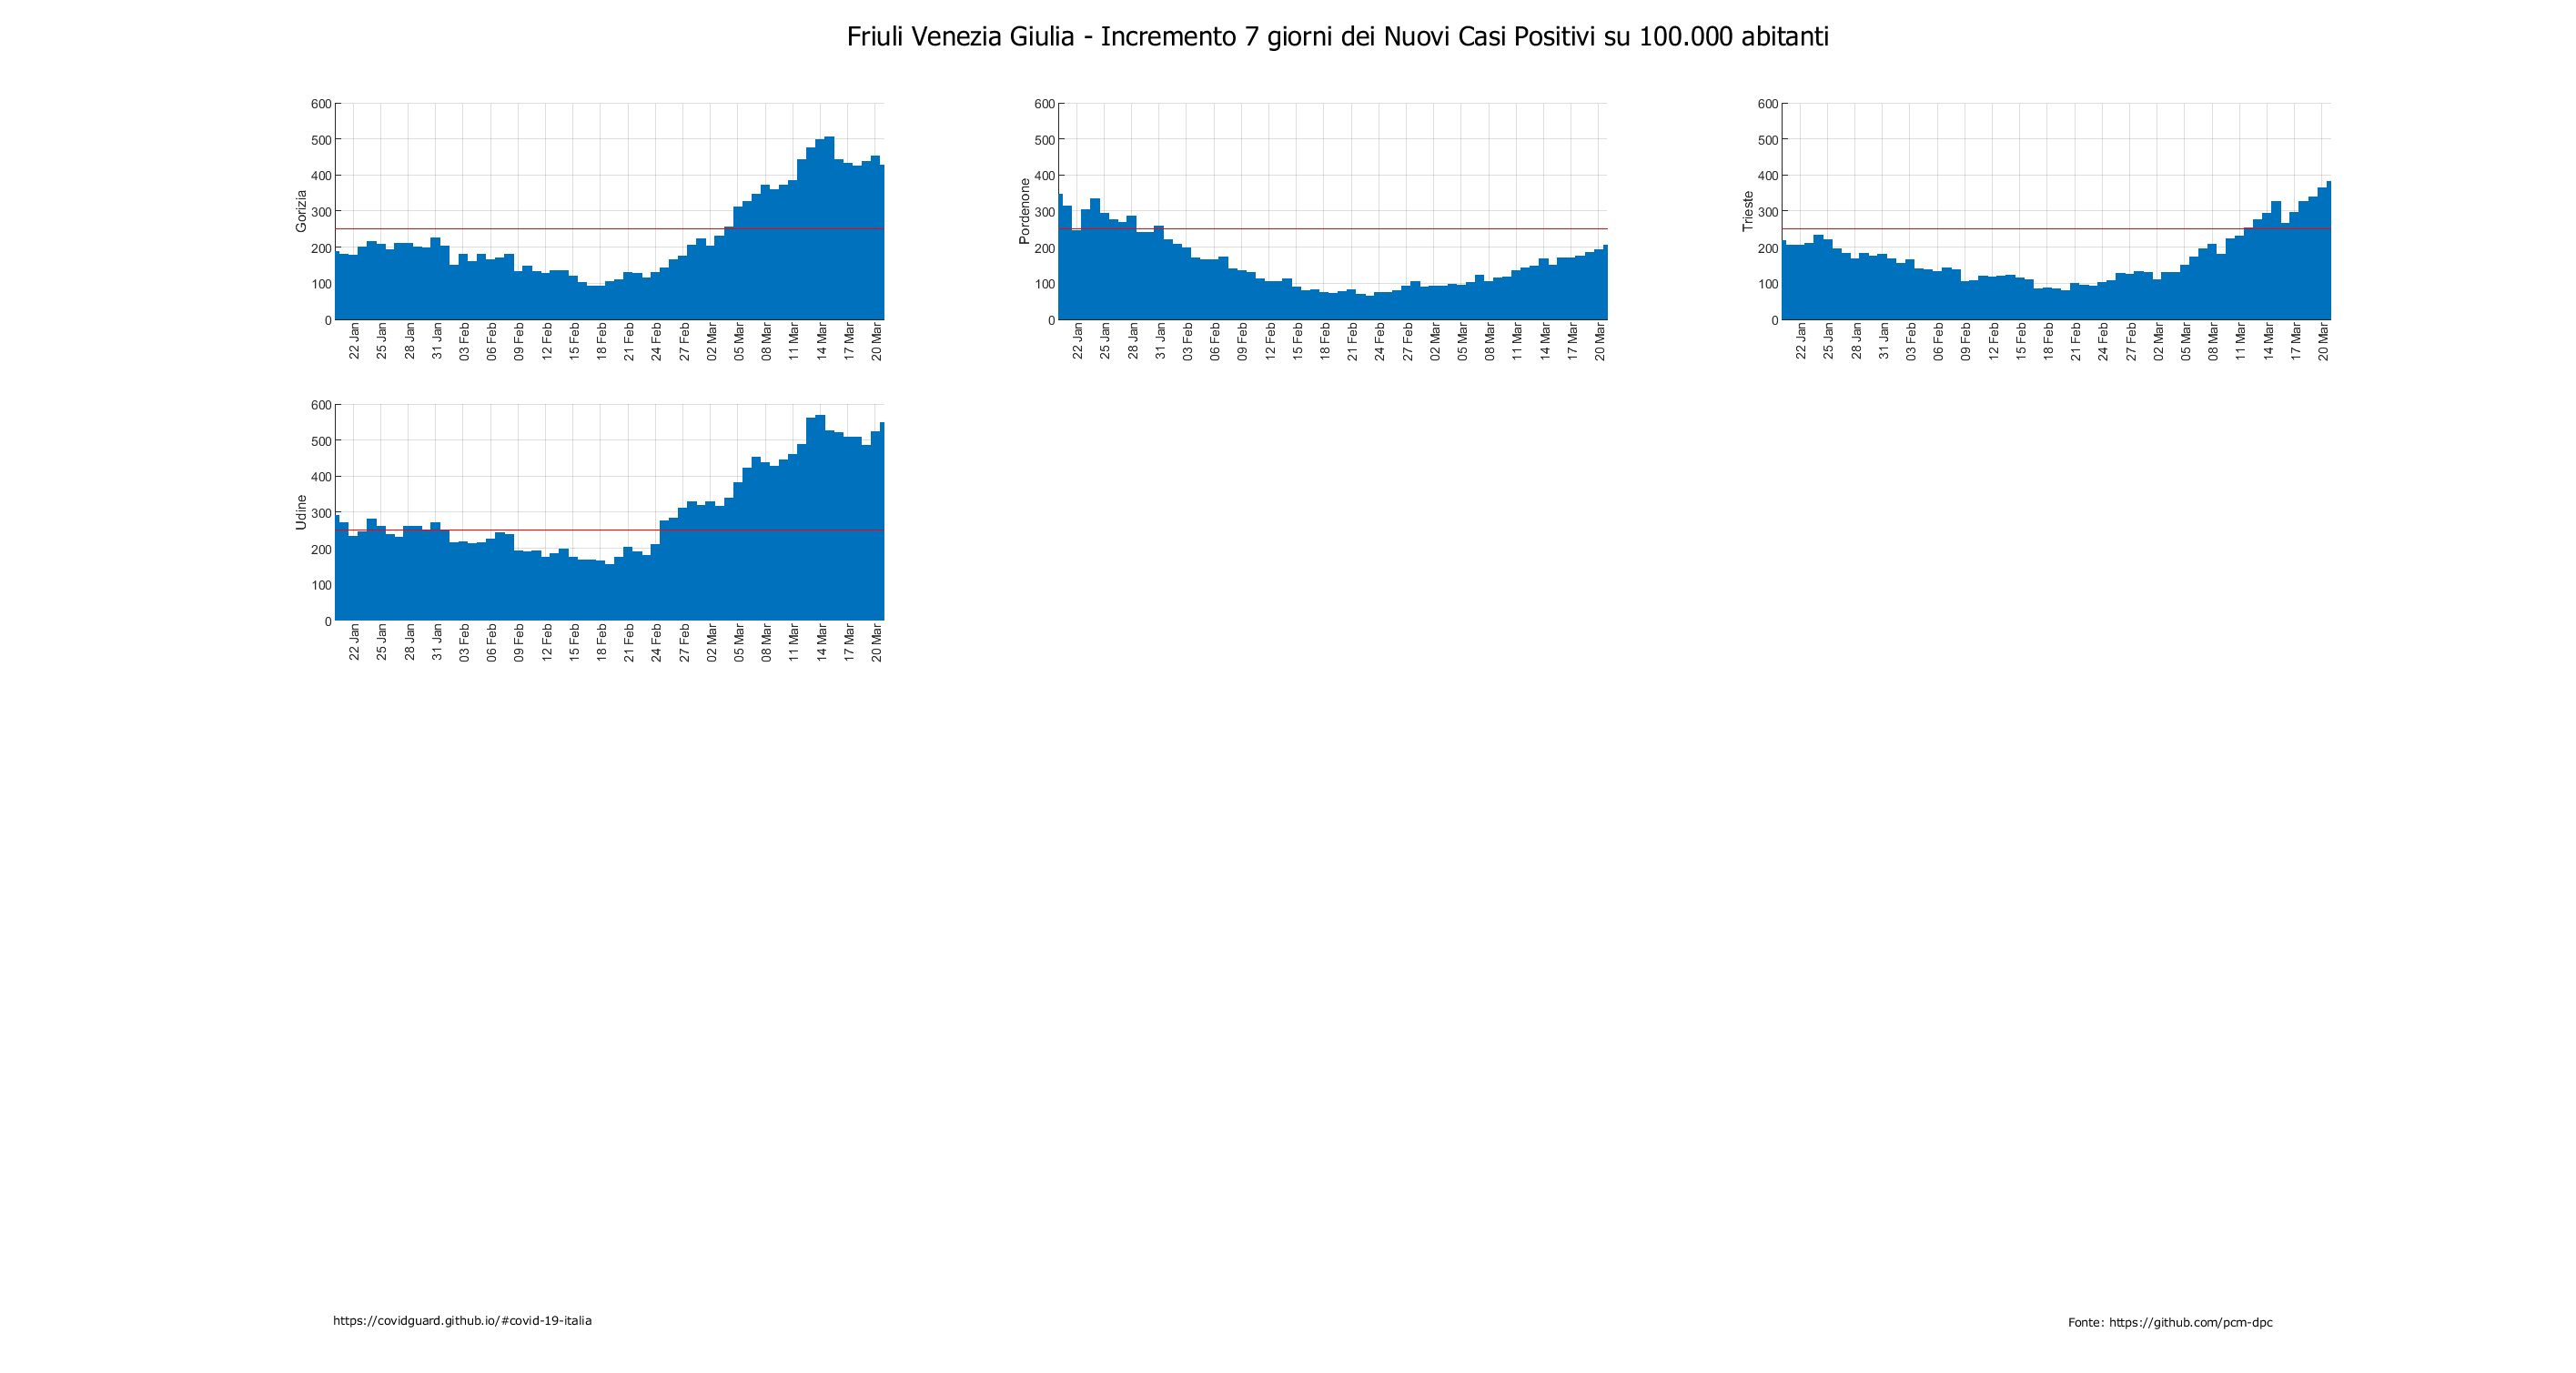 Friuli Venezia Giulia - Incremento 7 giorni dei Nuovi Casi Positivi su 100.000 abitanti
600
500
400
300
200
100
0
Gorizia
22 Jan
25 Jan
28 Jan
31 Jan
03 Feb
06 Feb
09 Feb
12 Feb
15 Feb
18 Feb
21 Feb
24 Feb
27 Feb
02 Mar
05 Mar
08 Mar
11 Mar
14 Mar
17 Mar
20 Mar
600
500
400
300
200
100
0
Pordenone
22 Jan
25 Jan
28 Jan
31 Jan
03 Feb
06 Feb
09 Feb
12 Feb
15 Feb
18 Feb
21 Feb
24 Feb
27 Feb
02 Mar
05 Mar
08 Mar
11 Mar
14 Mar
17 Mar
20 Mar
600
500
400
300
200
100
0
Trieste
22 Jan
25 Jan
28 Jan
31 Jan
03 Feb
06 Feb
09 Feb
12 Feb
15 Feb
18 Feb
21 Feb
24 Feb
27 Feb
02 Mar
05 Mar
08 Mar
11 Mar
14 Mar
17 Mar
20 Mar
600
500
400
300
200
100
0
Udine
22 Jan
25 Jan
28 Jan
31 Jan
03 Feb
06 Feb
09 Feb
12 Feb
15 Feb
18 Feb
21 Feb
24 Feb
27 Feb
02 Mar
05 Mar
08 Mar
11 Mar
14 Mar
17 Mar
20 Mar
https://covidguard.github.io/#covid-19-italia
Fonte: https://github.com/pcm-dpc